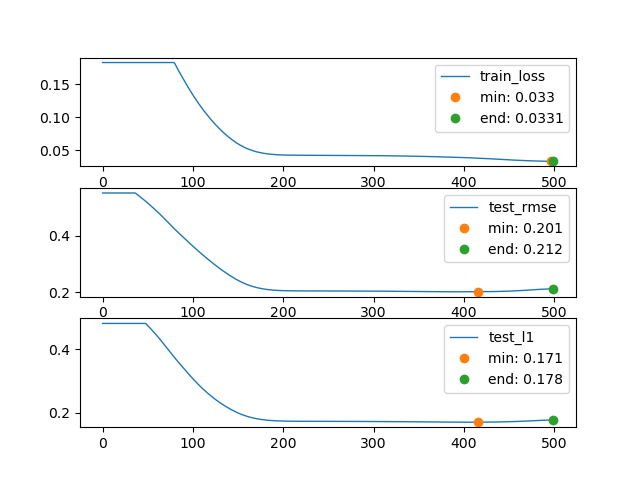 train_loss
min: 0.033
end: 0.0331
0.15
0.10
0.05
0 100 200 300 400 500
test_rmse
min: 0.201
end: 0.212
0.4
0.2
0 100 200 300 400 500
test_l1
min: 0.171
end: 0.178
0.4
0.2
0 100 200 300 400 500